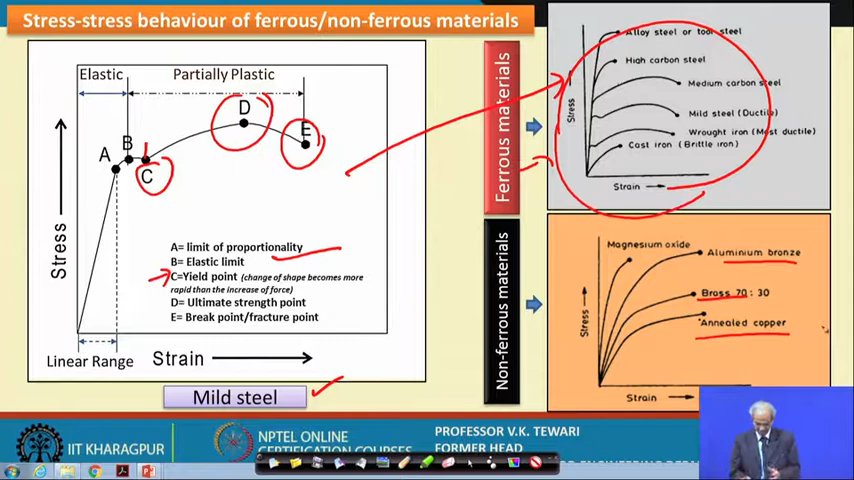 Stress-stress behaviour of ferrous/non-ferrous materials
Elastic
Partially Plastic
A
B
C
D
E
Stress
A= limit of proportionality
B= Elastic limit
C=Yield point (change of shape becomes more
rapid than the increase of force)
D= Ultimate strength point
E= Break point/fracture point
Linear Range
Strain
Mild steel
Ferrous materials
Non-ferrous materials
Alloy steel or tool steel
High carbon steel
Medium carbon steel
Mild steel (Ductile)
Wrought iron (Most ductile)
Cast iron (Brittle iron)
Stress
Strain
Magnesium oxide
Aluminium bronze
Brass 70 : 30
Annealed copper
Stress
Strain
IIT KHARAGPUR
NPTEL ONLINE
CERTIFICATION COURSES
PROFESSOR V.K. TEWARI
FORMER HEAD